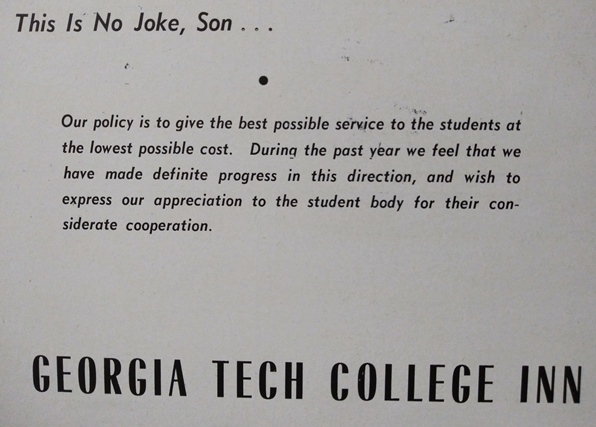 This Is No Joke, Son . . .
Our policy is to give the best possible service to the students at
the lowest possible cost. During the past year we feel that we
have made definite progress in this direction, and wish to
express our appreciation to the student body for their con-
siderate cooperation.
GEORGIA TECH COLLEGE INN